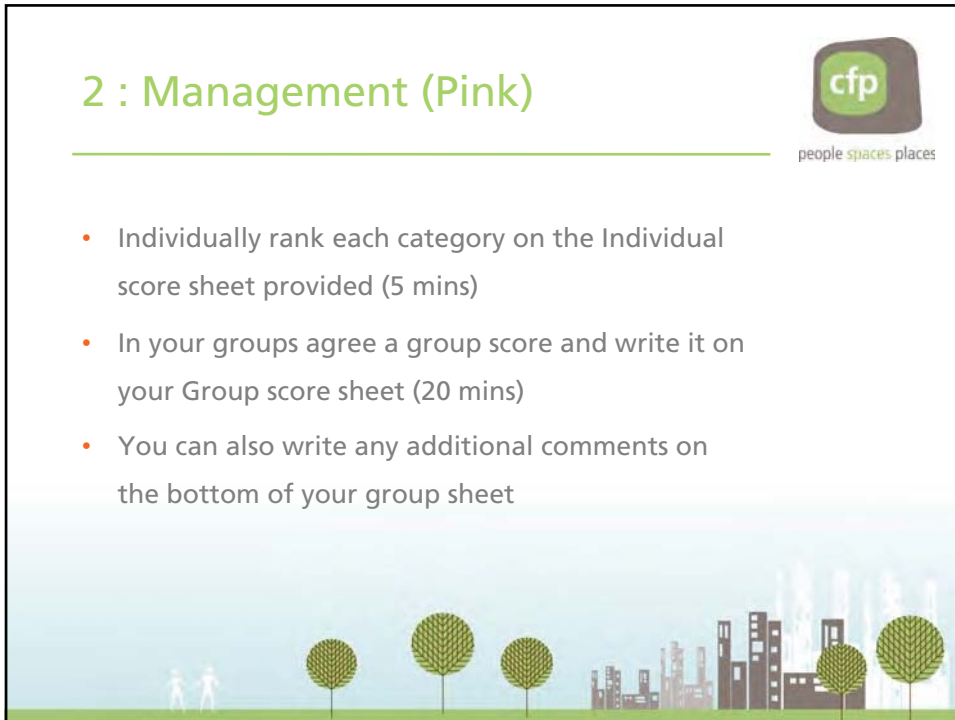 2 : Management (Pink)
cfp
people spaces places
• Individually rank each category on the Individual
score sheet provided (5 mins)
• In your groups agree a group score and write it on
your Group score sheet (20 mins)
• You can also write any additional comments on
the bottom of your group sheet